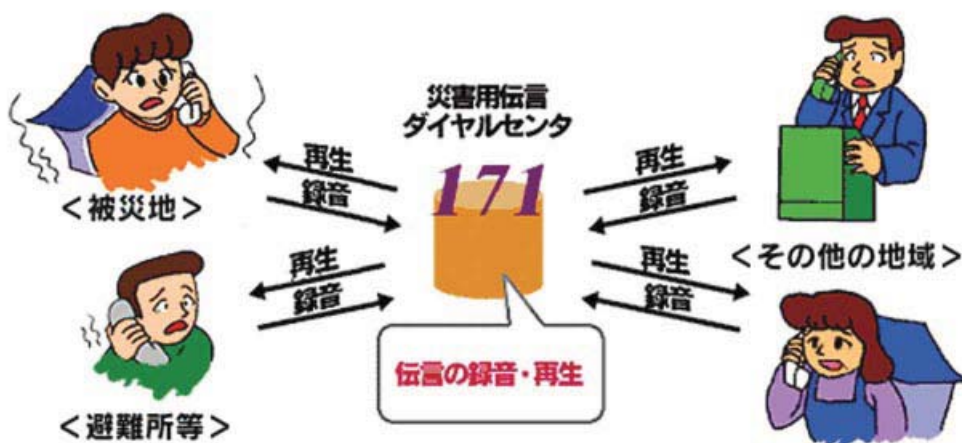 災害用伝言
ダイヤルセンタ
171
再生
録音
<被災地>
再生
録音
<避難所等>
再生
録音
<その他の地域>
再生
録音
伝言の録音・再生